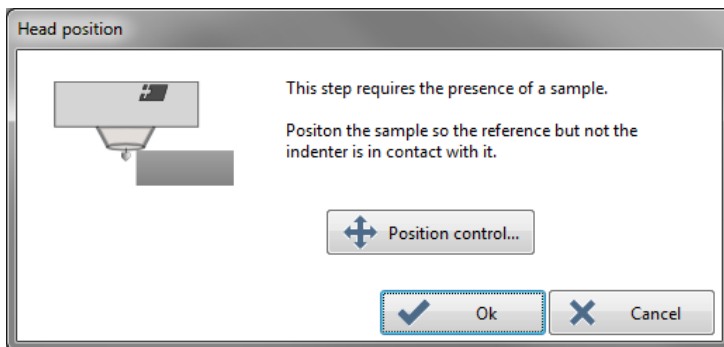 Head position
This step requires the presence of a sample.
Positon the sample so the reference but not the
indenter is in contact with it.
Position control...
Ok
Cancel